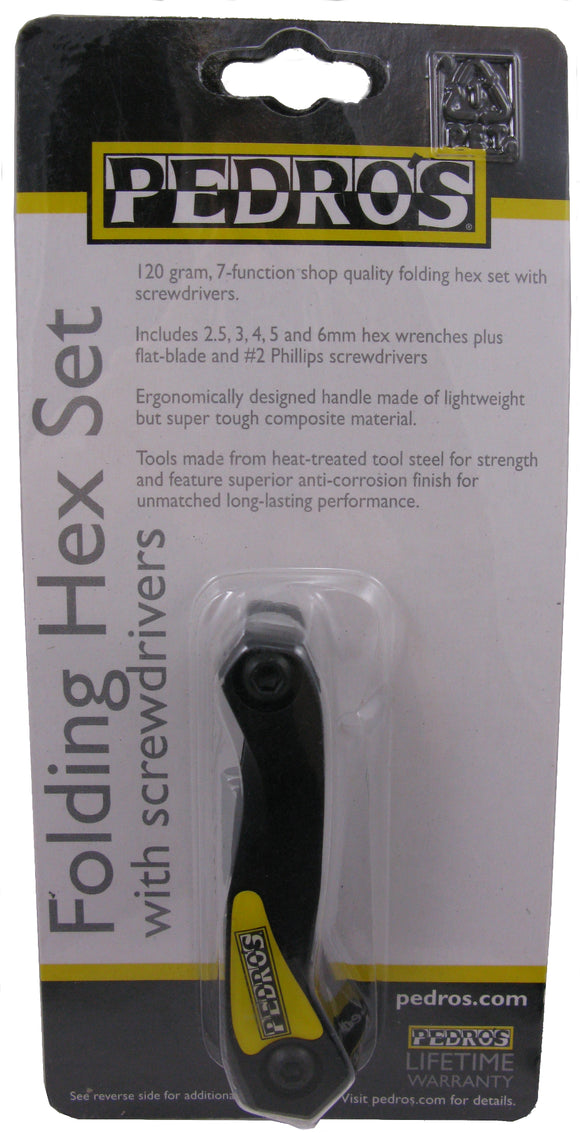 PEDRO'S
120 gram, 7-function shop quality folding hex set with
screwdrivers.
Includes 2.5, 3, 4, 5 and 6mm hex wrenches plus
flat-blade and #2 Phillips screwdrivers
Ergonomically designed handle made of lightweight
but super tough composite material.
Tools made from heat-treated tool steel for strength
and feature superior anti-corrosion finish for
unmatched long-lasting performance.
Folding Hex Set
with screwdrivers
PEDRO'S
pedros.com
PEDRO'S
LIFETIME
WARRANTY
See reverse side for additional Visit pedros.com for details.